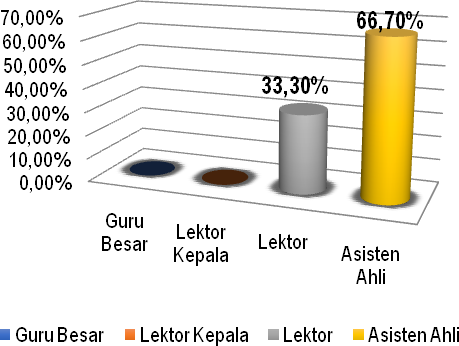 70,00%
60,00%
50,00%
40,00%
30,00%
20,00%
10,00%
0,00%
66,70%
33,30%
Guru
Besar
Lektor
Kepala
Lektor
Asisten
Ahli
Guru Besar
Lektor Kepala
Lektor
Asisten Ahli